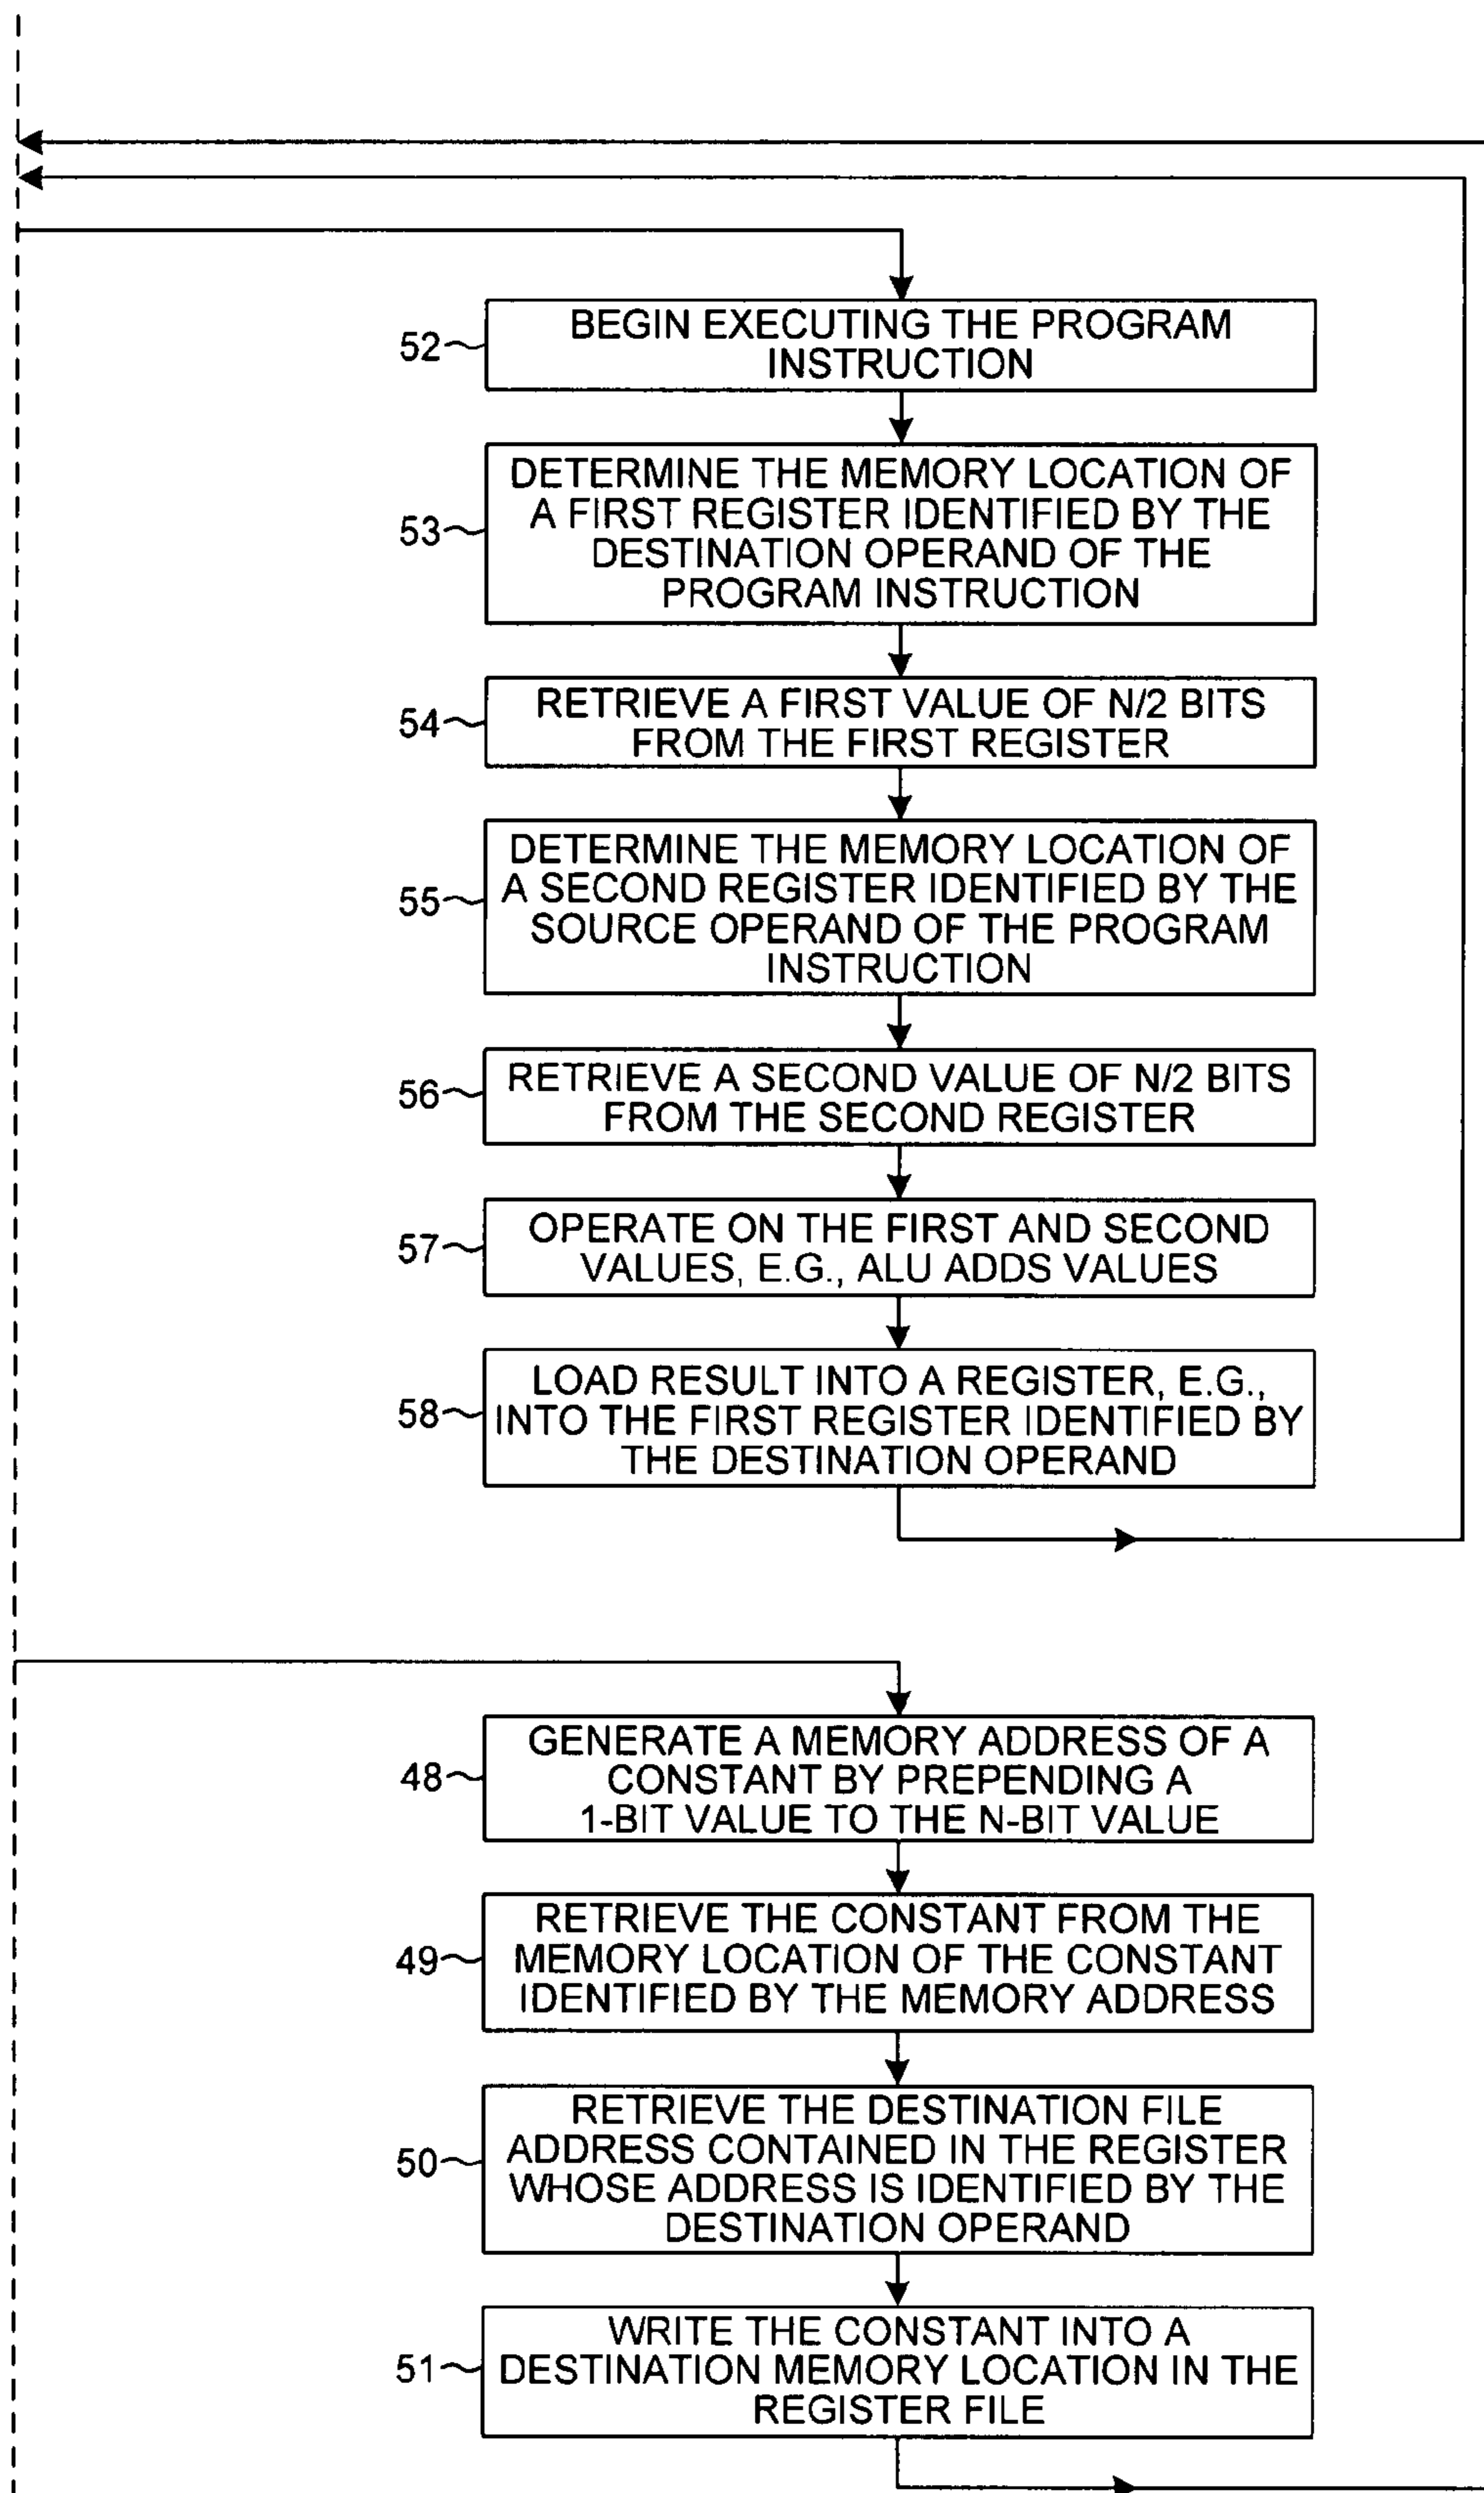 52
BEGIN EXECUTING THE PROGRAM
INSTRUCTION
53
DETERMINE THE MEMORY LOCATION OF
A FIRST REGISTER IDENTIFIED BY THE
DESTINATION OPERAND OF THE
PROGRAM INSTRUCTION
54
RETRIEVE A FIRST VALUE OF N/2 BITS
FROM THE FIRST REGISTER
55
DETERMINE THE MEMORY LOCATION OF
A SECOND REGISTER IDENTIFIED BY THE
SOURCE OPERAND OF THE PROGRAM
INSTRUCTION
56
RETRIEVE A SECOND VALUE OF N/2 BITS
FROM THE SECOND REGISTER
57
OPERATE ON THE FIRST AND SECOND
VALUES, E.G., ALU ADDS VALUES
58
LOAD RESULT INTO A REGISTER, E.G.,
INTO THE FIRST REGISTER IDENTIFIED BY
THE DESTINATION OPERAND
48
GENERATE A MEMORY ADDRESS OF A
CONSTANT BY PREPENDING A
1-BIT VALUE TO THE N-BIT VALUE
49
RETRIEVE THE CONSTANT FROM THE
MEMORY LOCATION OF THE CONSTANT
IDENTIFIED BY THE MEMORY ADDRESS
50
RETRIEVE THE DESTINATION FILE
ADDRESS CONTAINED IN THE REGISTER
WHOSE ADDRESS IS IDENTIFIED BY THE
DESTINATION OPERAND
51
WRITE THE CONSTANT INTO A
DESTINATION MEMORY LOCATION IN THE
REGISTER FILE